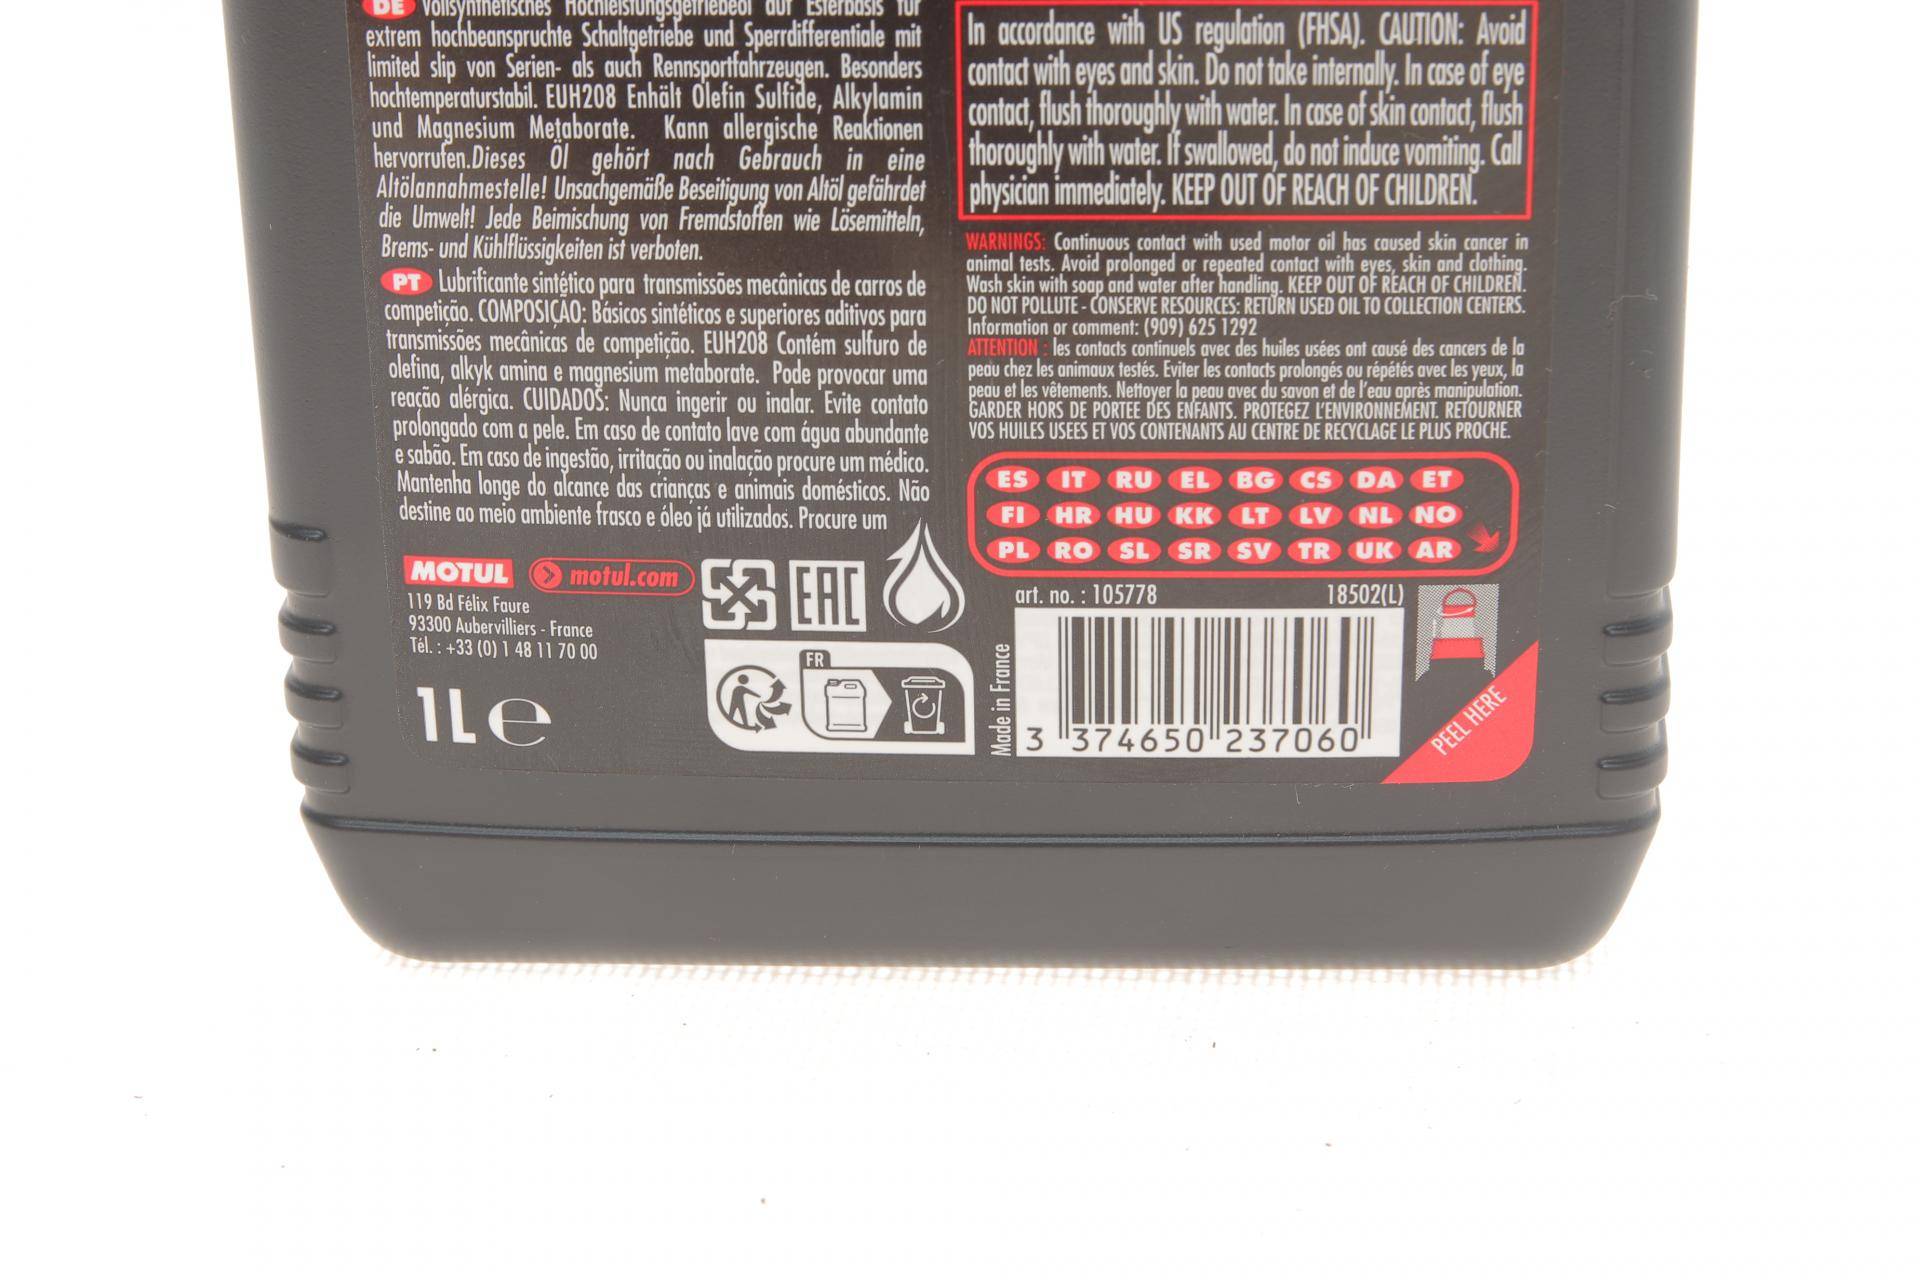 DE Vollsynthetisches Hochleistungsgetriebeöl auf Esterbasis für
extrem hochbeanspruchte Schaltgetriebe und Sperrdifferentiale mit
limited slip von Serien- als auch Rennsportfahrzeugen. Besonders
hochtemperaturstabil. EUH208 Enhält Olefin Sulfide, Alkylamin
und Magnesium Metaborate. Kann allergische Reaktionen
hervorrufen.Dieses Öl gehört nach Gebrauch in eine
Altölannahmestelle! Unsachgemäße Beseitigung von Altöl gefährdet
die Umwelt! Jede Beimischung von Fremdstoffen wie Lösemitteln,
Brems- und Kühlflüssigkeiten ist verboten.
PT Lubrificante sintético para transmissões mecânicas de carros de
competição. COMPOSIÇÃO: Básicos sintéticos e superiores aditivos para
transmissões mecânicas de competição. EUH208 Contém sulfuro de
olefina, alkyk amina e magnesium metaborate. Pode provocar uma
reacão alérgica. CUIDADOS: Nunca ingerir ou inalar. Evite contato
prolongado com a pele. Em caso de contato lave com água abundante
e sabão. Em caso de ingestão, irritação ou inalação procure um médico.
Mantenha longe do alcance das crianças e animais domésticos. Não
destine ao meio ambiente frasco e óleo já utilizados. Procure um
MOTUL motul.com
119 Bd Félix Faure
93300 Aubervilliers - France
Tél. : +33 (0) 1 48 11 70 00
1L e
EAC
FR
In accordance with US regulation (FHSA). CAUTION: Avoid
contact with eyes and skin. Do not take internally. In case of eye
contact, flush thoroughly with water. In case of skin contact, flush
thoroughly with water. If swallowed, do not induce vomiting. Call
physician immediately. KEEP OUT OF REACH OF CHILDREN.
WARNINGS: Continuous contact with used motor oil has caused skin cancer in
animal tests. Avoid prolonged or repeated contact with eyes, skin and clothing.
Wash skin with soap and water after handling. KEEP OUT OF REACH OF CHILDREN.
DO NOT POLLUTE - CONSERVE RESOURCES: RETURN USED OIL TO COLLECTION CENTERS.
Information or comment: (909) 625 1292
ATTENTION : les contacts continuels avec des huiles usées ont causé des cancers de la
peau chez les animaux testés. Eviter les contacts prolongés ou répétés avec les yeux, la
peau et les vêtements. Nettoyer la peau avec du savon et de l'eau après manipulation.
GARDER HORS DE PORTEE DES ENFANTS. PROTEGEZ L'ENVIRONNEMENT. RETOURNER
VOS HUILES USEES ET VOS CONTENANTS AU CENTRE DE RECYCLAGE LE PLUS PROCHE.
ES IT RU EL BG CS DA ET
FI HR HU KK LT LV NL NO
PL RO SL SR SV TR UK AR
art. no. : 105778 18502(L)
Made in France
3 374650 237060
PEEL HERE